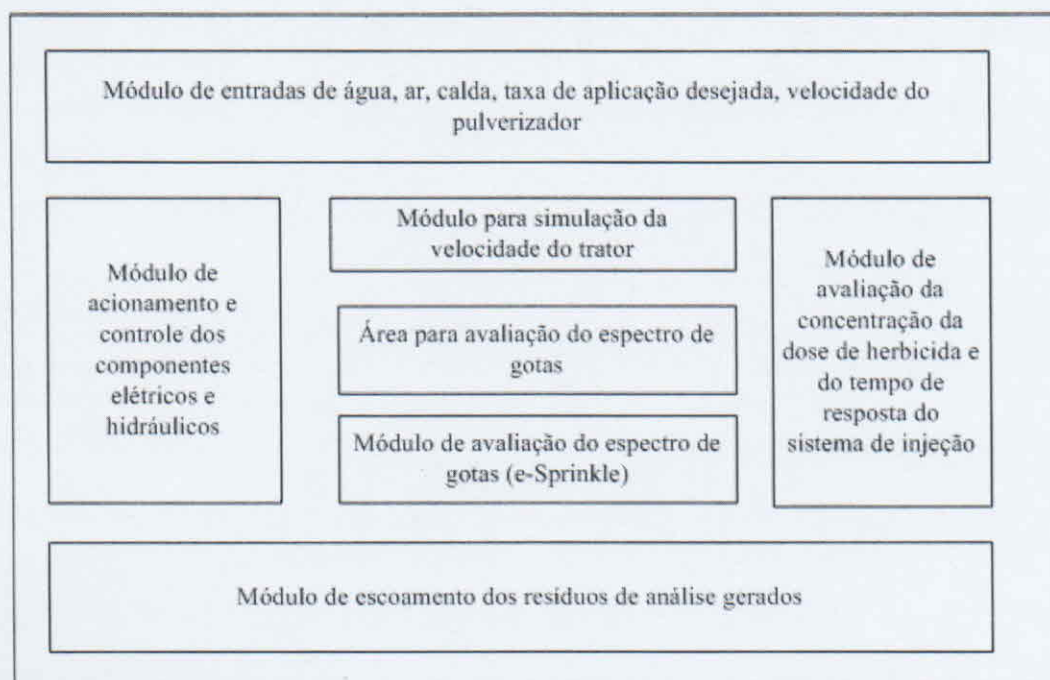 Módulo de entradas de água, ar, calda, taxa de aplicação desejada, velocidade do
pulverizador
Módulo de
acionamento e
controle dos
componentes
elétricos e
hidráulicos
Módulo para simulação da
velocidade do trator
Área para avaliação do espectro de
gotas
Módulo de avaliação do espectro de
gotas (e-Sprinkle)
Módulo de
avaliação da
concentração da
dose de herbicida e
do tempo de
resposta do
sistema de injeção
Módulo de escoamento dos resíduos de análise gerados